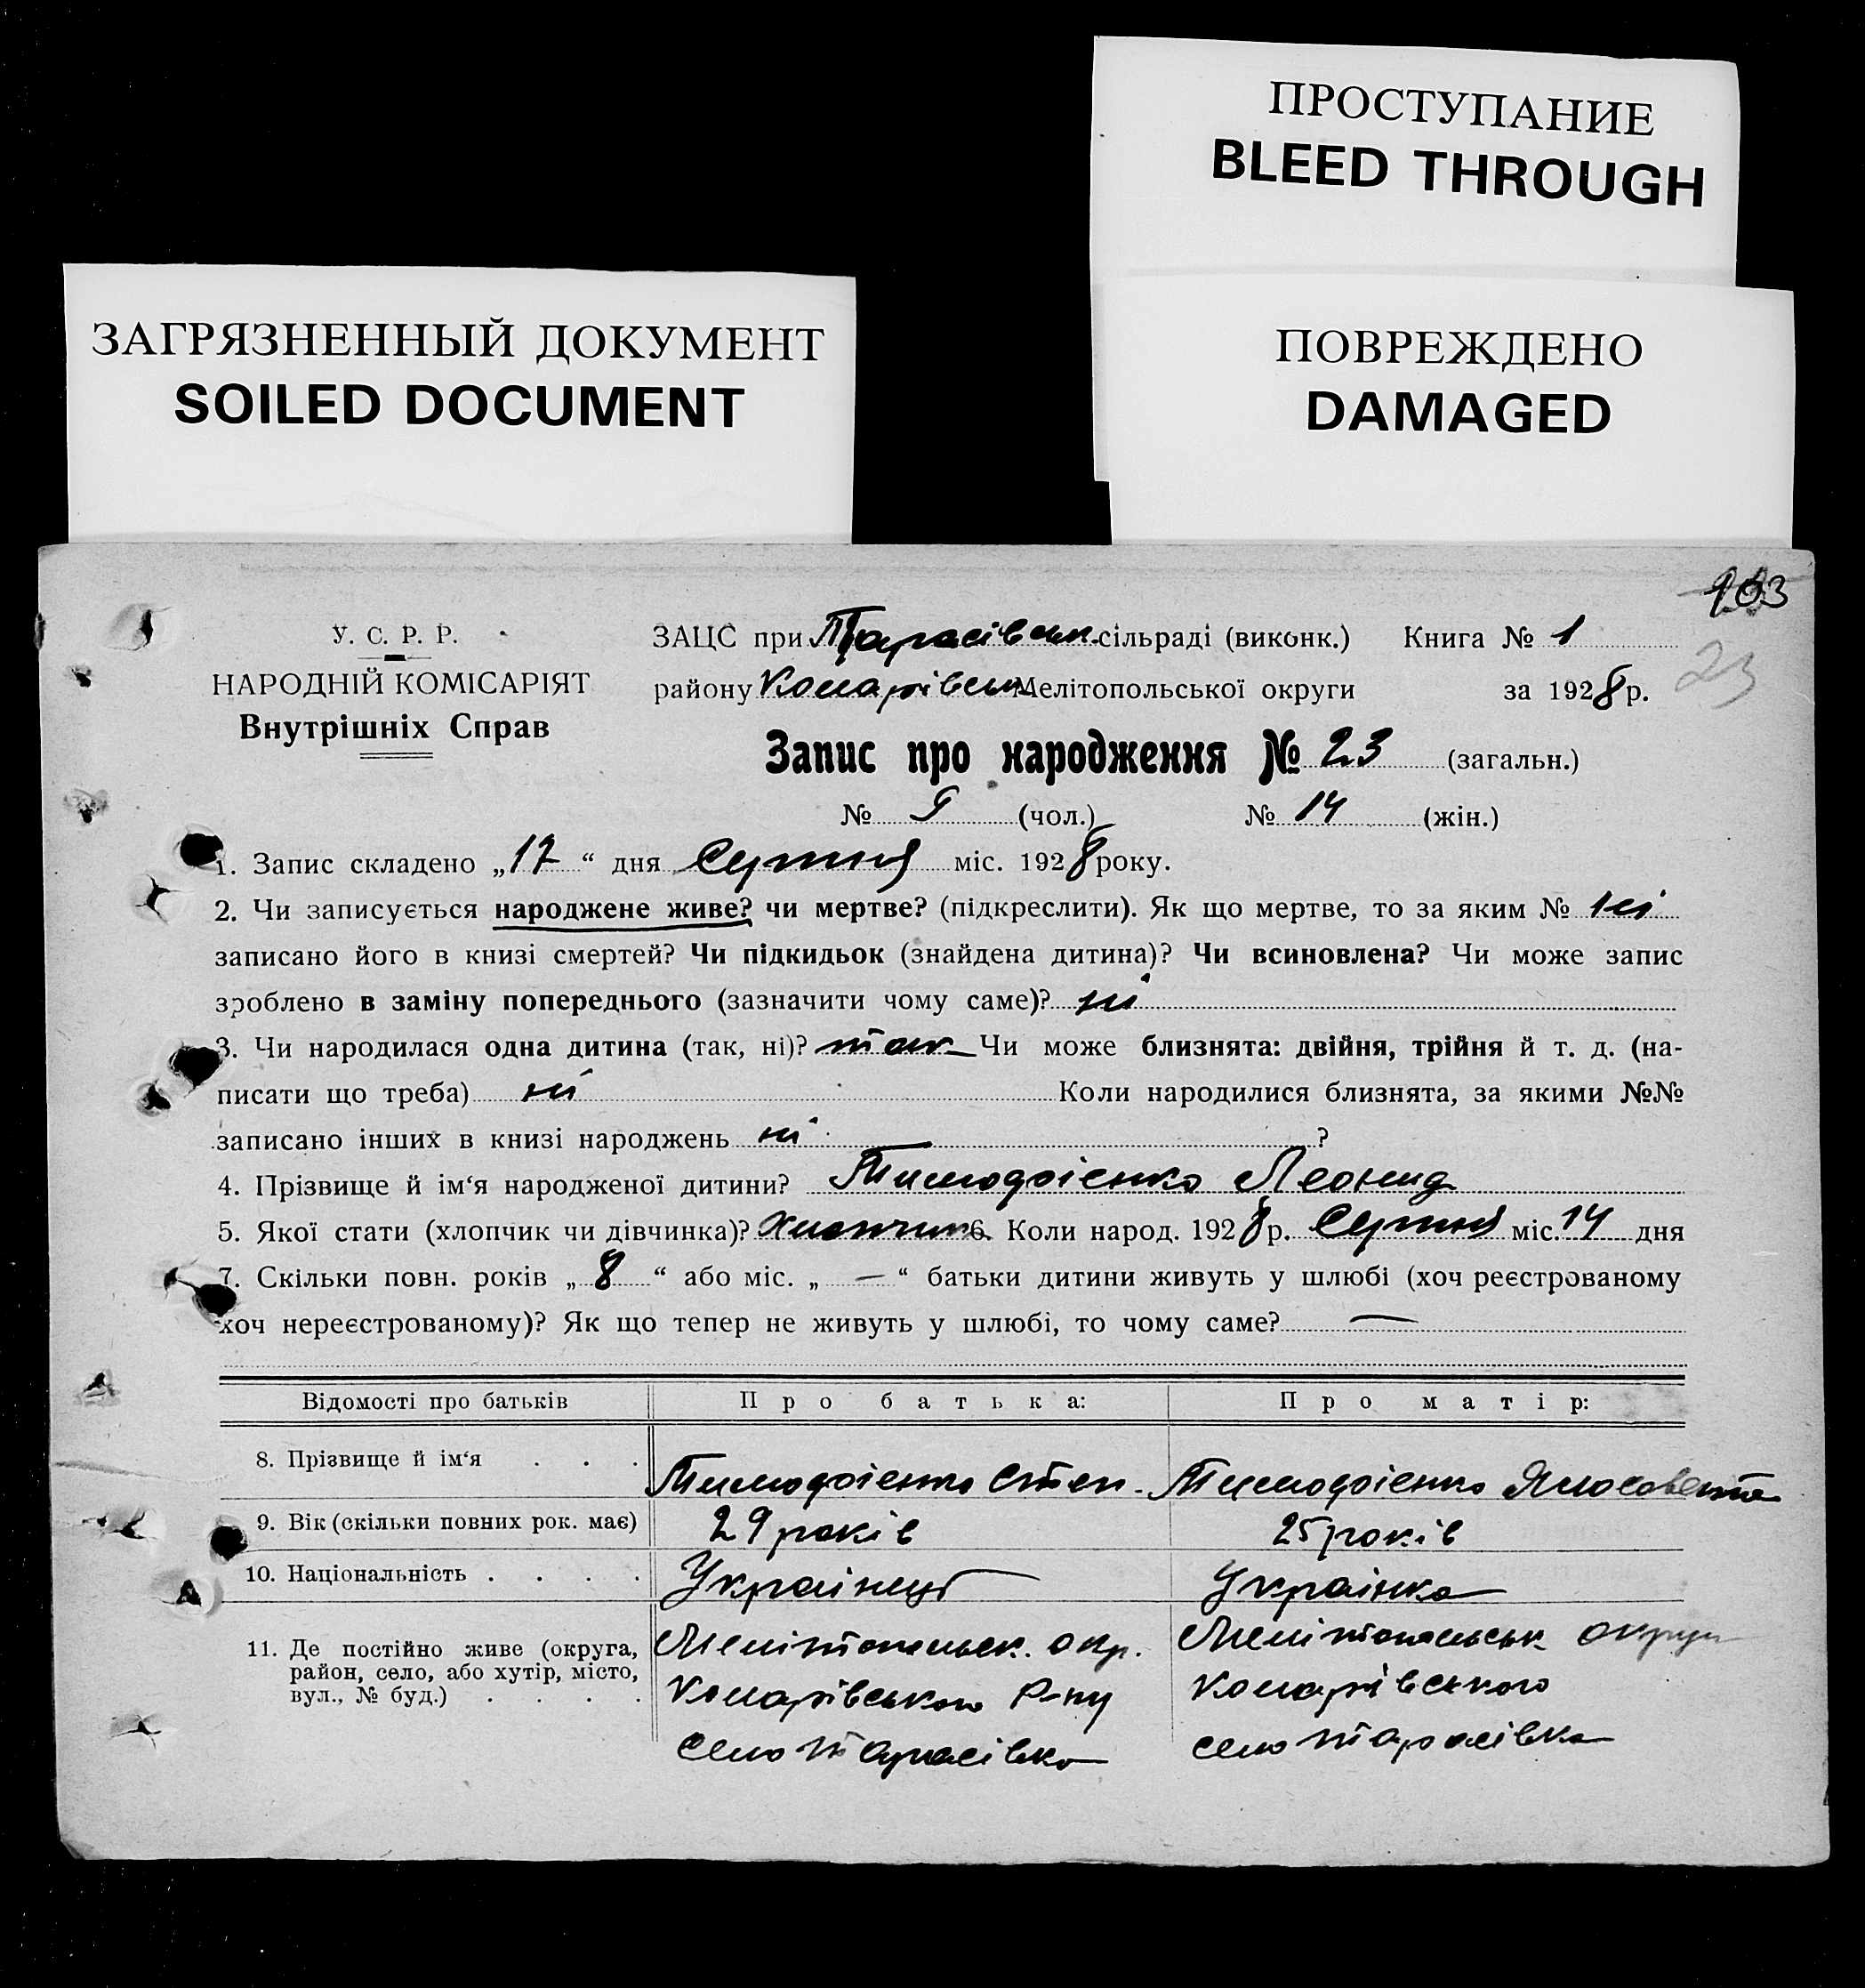 ПРОСТУПАНИЕ
BLEED THROUGH
ЗАГРЯЗНЕННЫЙ ДОКУМЕНТ
SOILED DOCUMENT
ПОВРЕЖДЕНО
DAMAGED
103
23
У. С. Р. Р.
НАРОДНІЙ КОМІСАРІЯТ
Внутрішніх Справ
ЗАЦС при Тарасівськ. сільраді (виконк.) Книга № 1
району Комарівськ Мелітопольської округи за 1928 р.
Запис про народження № 23 (загальн.)
№ 9 (чол.) № 14 (жін.)
1. Запис складено „17“ дня Серпня міс. 1928 року.
2. Чи записується народжене живе? чи мертве? (підкреслити). Як що мертве, то за яким № ні
записано його в книзі смертей? Чи підкидьок (знайдена дитина)? Чи всиновлена? Чи може запис
зроблено в заміну попереднього (зазначити чому саме)? ні
3. Чи народилася одна дитина (так, ні)? так Чи може близнята: двійня, трійня й т. д. (на-
писати що треба) ні Коли народилися близнята, за якими №№
записано інших в книзі народжень ні ?
4. Прізвище й ім‘я народженої дитини? Тимофієнко Леонид
5. Якої стати (хлопчик чи дівчинка)? Хлопчик 6. Коли народ. 1928 р. Серпня міс. 14 дня
7. Скільки повн. років „8“ або міс. „—“ батьки дитини живуть у шлюбі (хоч реєстрованому
хоч нереєстрованому)? Як що тепер не живуть у шлюбі, то чому саме? —
Відомості про батьків Про батька: Про матір:
8. Прізвище й ім‘я . . . Тимофієнко Степ. Тимофієнко
9. Вік (скільки повних рок. має) 29 років 25 років
10. Національність . . . . Українець Українка
11. Де постійно живе (округа, район, село, або хутір, місто, вул., № буд.) . . . .
Мелітопольськ. окр. Мелітопольськ округи
Комарівського Р-ну Комарівського
село тарасівка село тарасівка